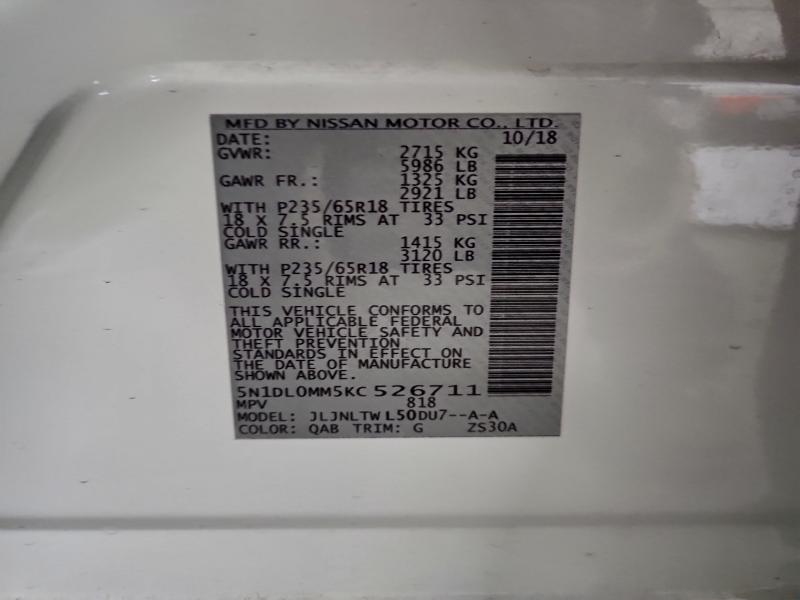 MFD BY NISSAN MOTOR CO., LTD.
DATE: 10/18
GVWR: 2715 KG
5986 LB
GAWR FR.: 1325 KG
2921 LB
WITH P235/65R18 TIRES
18 X 7.5 RIMS AT 33 PSI
COLD SINGLE
GAWR RR.: 1415 KG
3120 LB
WITH P235/65R18 TIRES
18 X 7.5 RIMS AT 33 PSI
COLD SINGLE
THIS VEHICLE CONFORMS TO
ALL APPLICABLE FEDERAL
MOTOR VEHICLE SAFETY AND
THEFT PREVENTION
STANDARDS IN EFFECT ON
THE DATE OF MANUFACTURE
SHOWN ABOVE.
5N1DL0MM5KC 526711
MPV 818
MODEL: JLJNLTW L50DU7--A-A
COLOR: QAB TRIM: G ZS30A